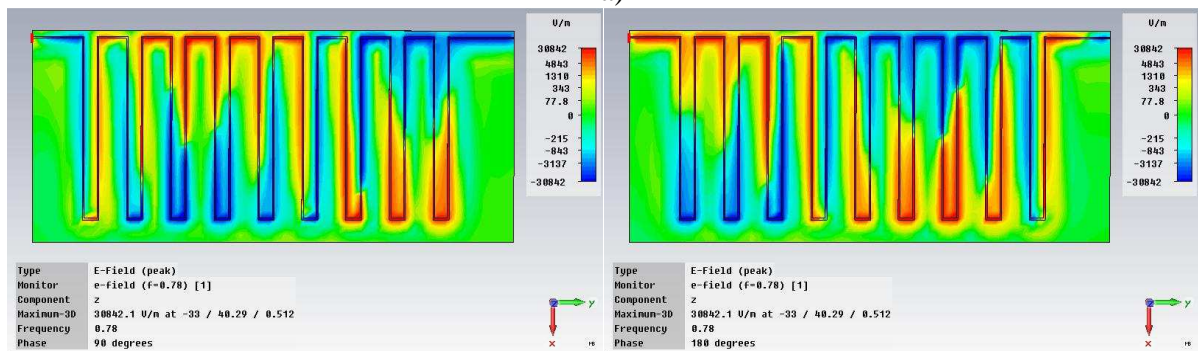 a)
V/m
30842
4843
1310
343
77.8
0
-215
-843
-3137
-30842
Type E-Field (peak)
Monitor e-field (f=0.78) [1]
Component z
Maximum-3D 30842.1 V/m at -33 / 40.29 / 0.512
Frequency 0.78
Phase 90 degrees
z
y
x
V/m
30842
4843
1310
343
77.8
0
-215
-843
-3137
-30842
Type E-Field (peak)
Monitor e-field (f=0.78) [1]
Component z
Maximum-3D 30842.1 V/m at -33 / 40.29 / 0.512
Frequency 0.78
Phase 180 degrees
z
y
x